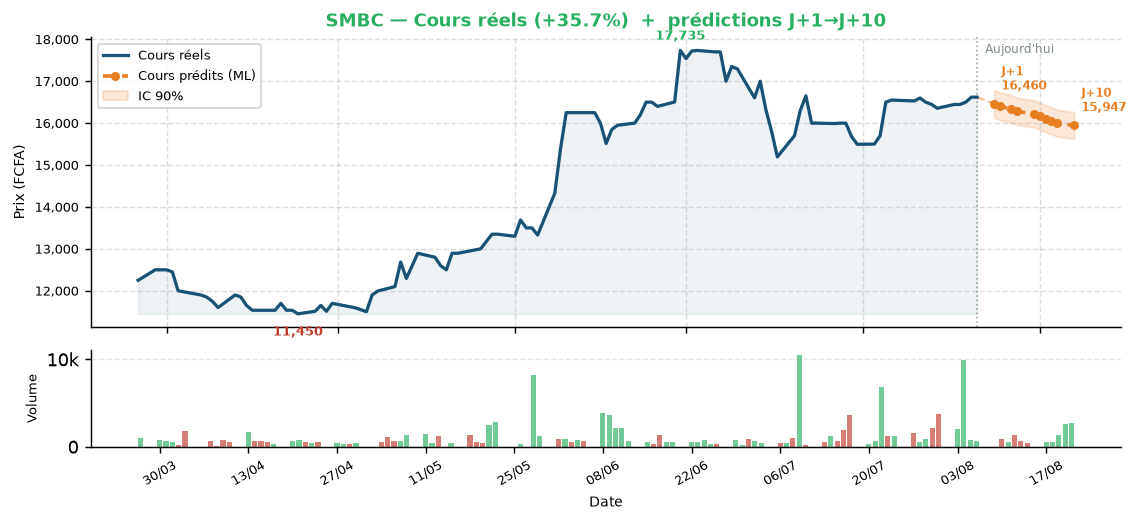 SMBC — Cours réels (+35.7%)  +  prédictions J+1→J+10
17,735
18,000
17,000
16,000
15,000
14,000
13,000
12,000
Prix (FCFA)
Cours réels
Cours prédits (ML)
IC 90%
Aujourd'hui
J+1
16,460
J+10
15,947
11,450
10k
0
Volume
30/03
13/04
27/04
11/05
25/05
08/06
22/06
06/07
20/07
03/08
17/08
Date